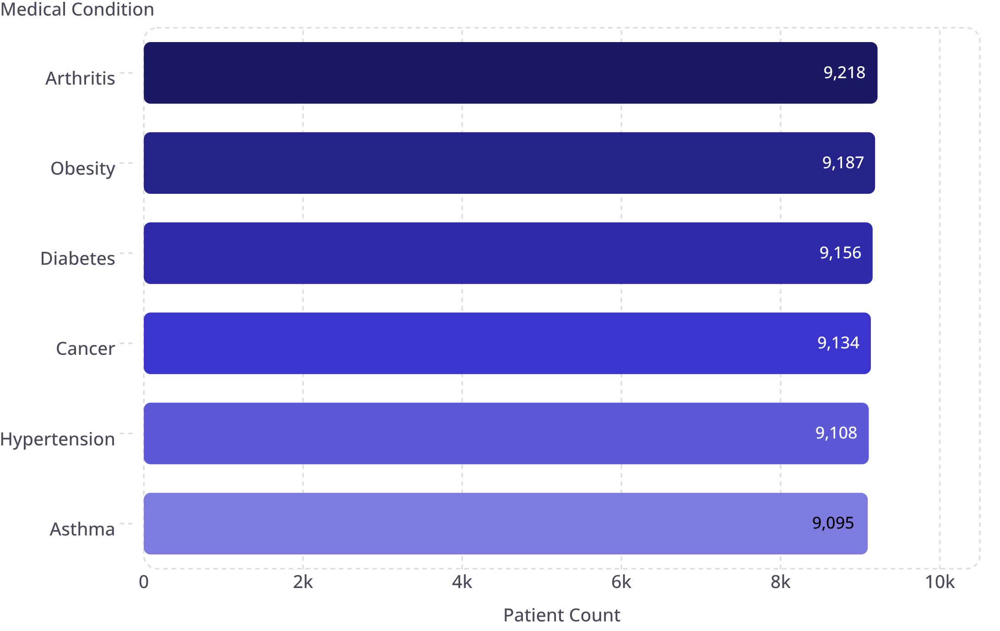 Medical Condition
Arthritis 9,218
Obesity 9,187
Diabetes 9,156
Cancer 9,134
Hypertension 9,108
Asthma 9,095
0 2k 4k 6k 8k 10k
Patient Count